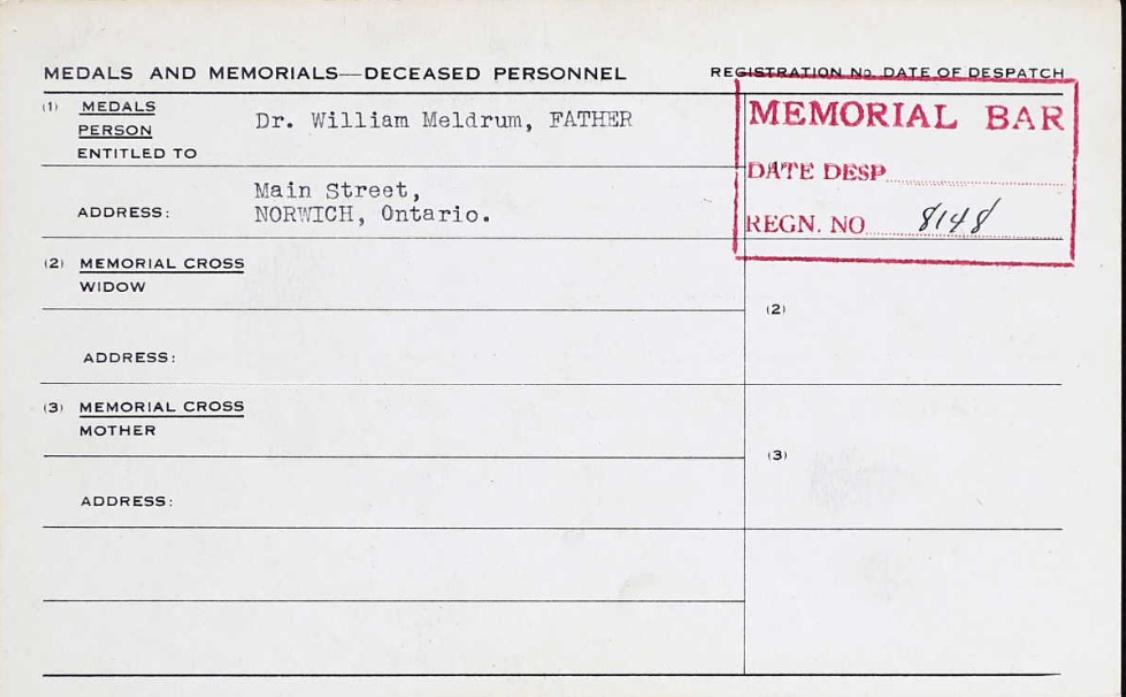 MEDALS AND MEMORIALS—DECEASED PERSONNEL
REGISTRATION No. DATE OF DESPATCH
(1) MEDALS
PERSON
ENTITLED TO
Dr. William Meldrum, FATHER
MEMORIAL BAR
DATE DESP
REGN. NO 8148
ADDRESS:
Main Street,
NORWICH, Ontario.
(2) MEMORIAL CROSS
WIDOW
(2)
ADDRESS:
(3) MEMORIAL CROSS
MOTHER
(3)
ADDRESS: